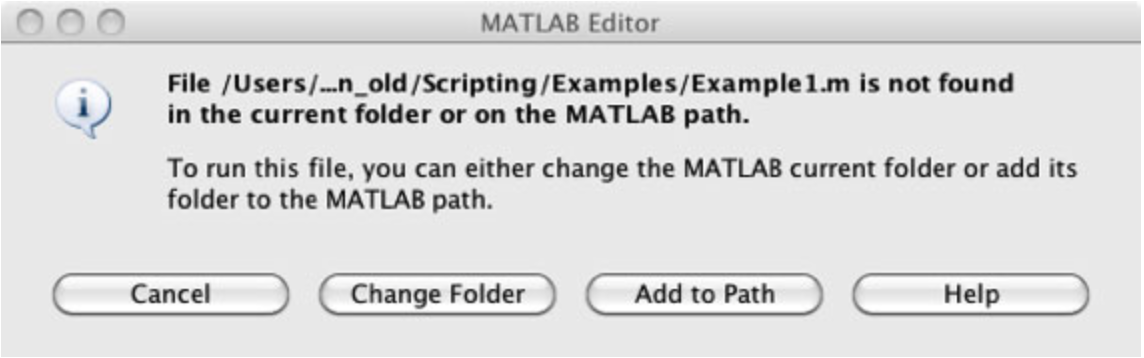 MATLAB Editor
File /Users/...n_old/Scripting/Examples/Example1.m is not found
in the current folder or on the MATLAB path.
To run this file, you can either change the MATLAB current folder or add its
folder to the MATLAB path.
Cancel Change Folder Add to Path Help